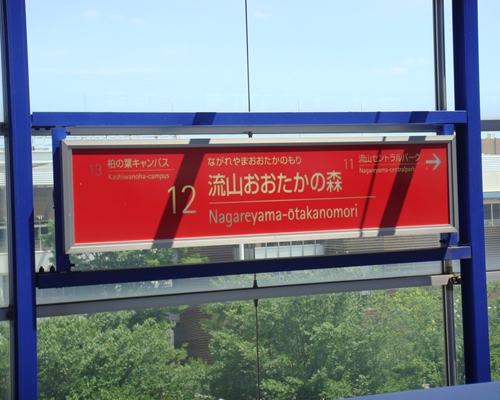 13 柏の葉キャンパス
Kashiwanoha-campus
ながれやまおおたかのもり
12 流山おおたかの森
Nagareyama-ōtakanomori
11 流山セントラルパーク
Nagareyama-centralpark